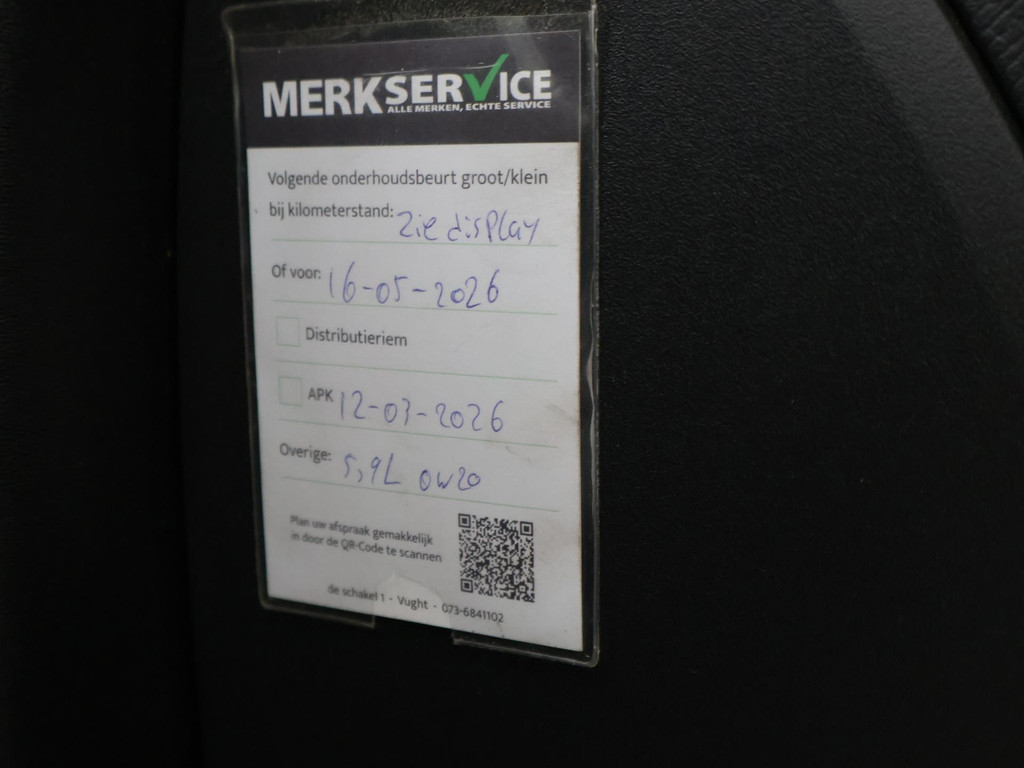 MERKSERVICE
ALLE MERKEN, ECHTE SERVICE
Volgende onderhoudsbeurt groot/klein
bij kilometerstand: zie display
Of voor: 16-05-2026
Distributieriem
APK 12-03-2026
Overige: 5,9L 0w20
Plan uw afspraak gemakkelijk
in door de QR-Code te scannen
de schakel 1 - Vught - 073-6841102